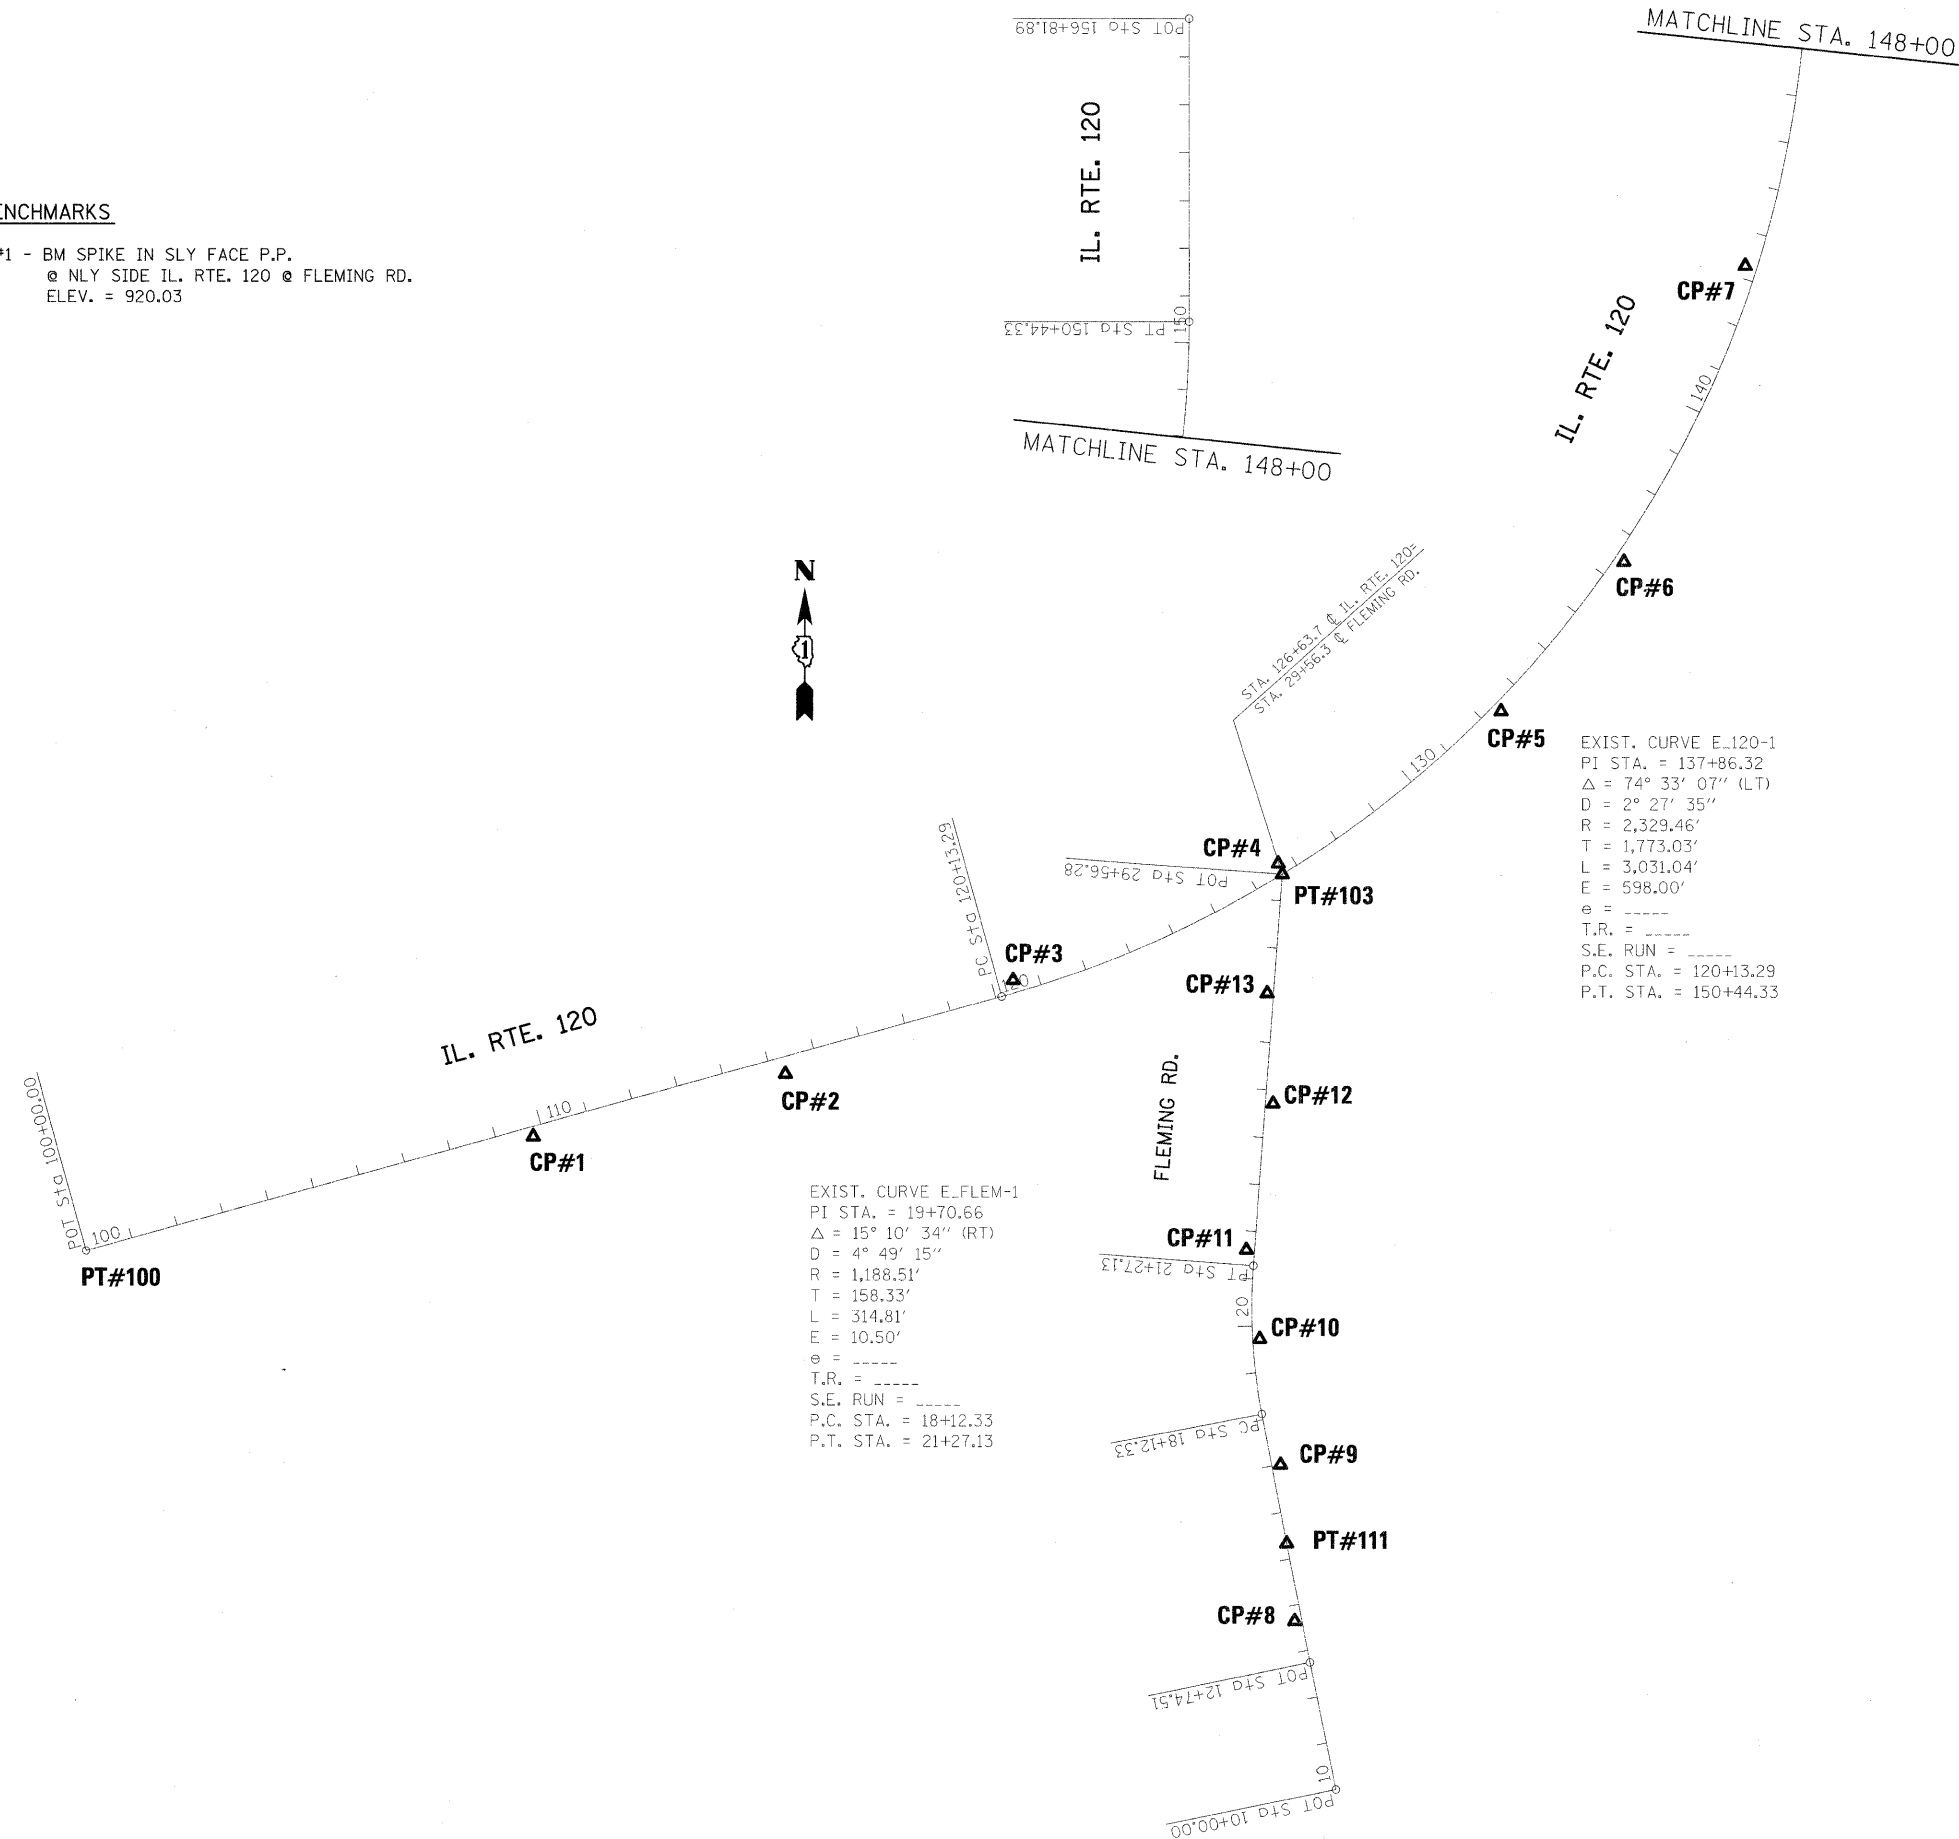 POT Sta 156+81.89
IL. RTE. 120
150
PT Sta 150+44.33
MATCHLINE STA. 148+00
MATCHLINE STA. 148+00
ENCHMARKS
#1 - BM SPIKE IN SLY FACE P.P.
@ NLY SIDE IL. RTE. 120 @ FLEMING RD.
ELEV. = 920.03
CP#7
IL. RTE. 120
140
N
1
CP#6
STA. 126+63.7 ℄ IL. RTE. 120=
STA. 29+56.3 ℄ FLEMING RD.
CP#5
130
EXIST. CURVE E_120-1
PI STA. = 137+86.32
Δ = 74° 33' 07" (LT)
D = 2° 27' 35"
R = 2,329.46'
T = 1,773.03'
L = 3,031.04'
E = 598.00'
e = _____
T.R. = _____
S.E. RUN = _____
P.C. STA. = 120+13.29
P.T. STA. = 150+44.33
CP#4
POT Sta 29+56.28
PT#103
PC Sta 120+13.29
CP#3
120
CP#13
IL. RTE. 120
CP#2
FLEMING RD.
CP#12
110
CP#1
POT Sta 100+00.00
100
PT#100
EXIST. CURVE E_FLEM-1
PI STA. = 19+70.66
Δ = 15° 10' 34" (RT)
D = 4° 49' 15"
R = 1,188.51'
T = 158.33'
L = 314.81'
E = 10.50'
e = _____
T.R. = _____
S.E. RUN = _____
P.C. STA. = 18+12.33
P.T. STA. = 21+27.13
CP#11
PT Sta 21+27.13
20
CP#10
PC Sta 18+12.33
CP#9
PT#111
CP#8
POT Sta 12+74.51
10
POT Sta 10+00.00